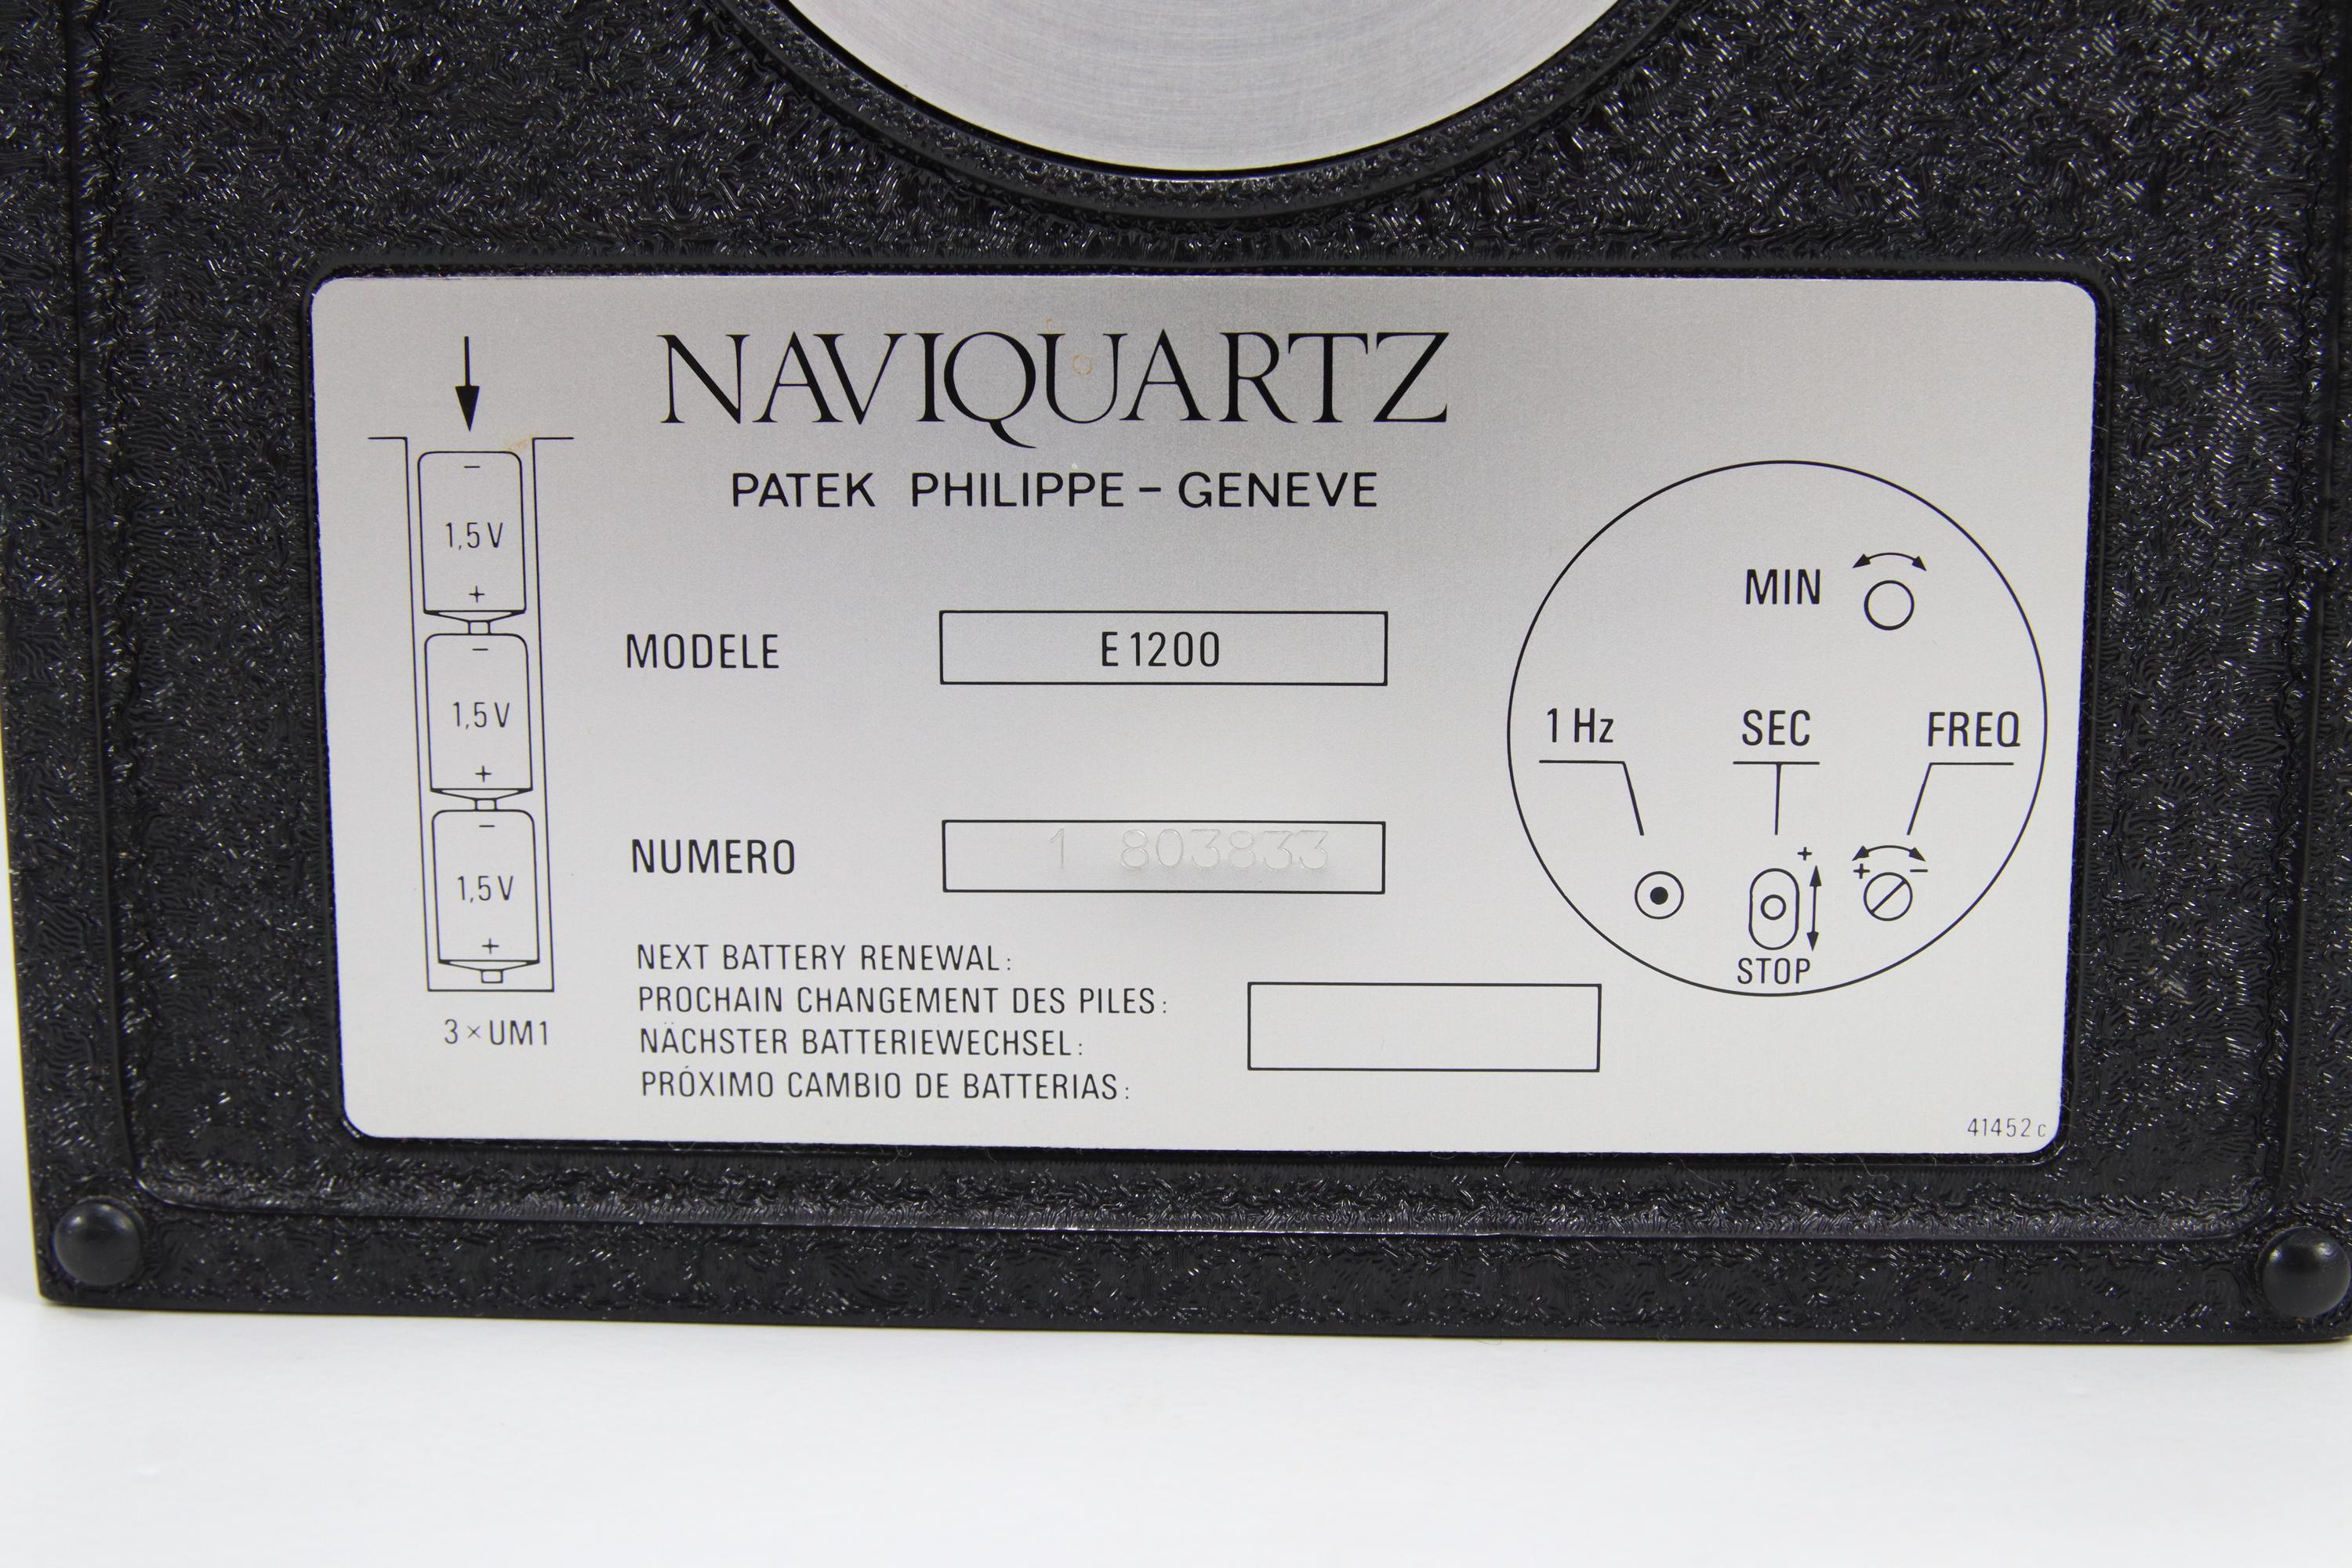 NAVIQUARTZ
PATEK PHILIPPE – GENEVE
−
1,5 V
+
−
1,5 V
+
−
1,5 V
+
3 × UM1
MODELE E 1200
NUMERO 1 803833
NEXT BATTERY RENEWAL :
PROCHAIN CHANGEMENT DES PILES :
NÄCHSTER BATTERIEWECHSEL :
PRÓXIMO CAMBIO DE BATTERIAS :
MIN
1 Hz SEC FREQ
+
+ −
STOP
41452 c